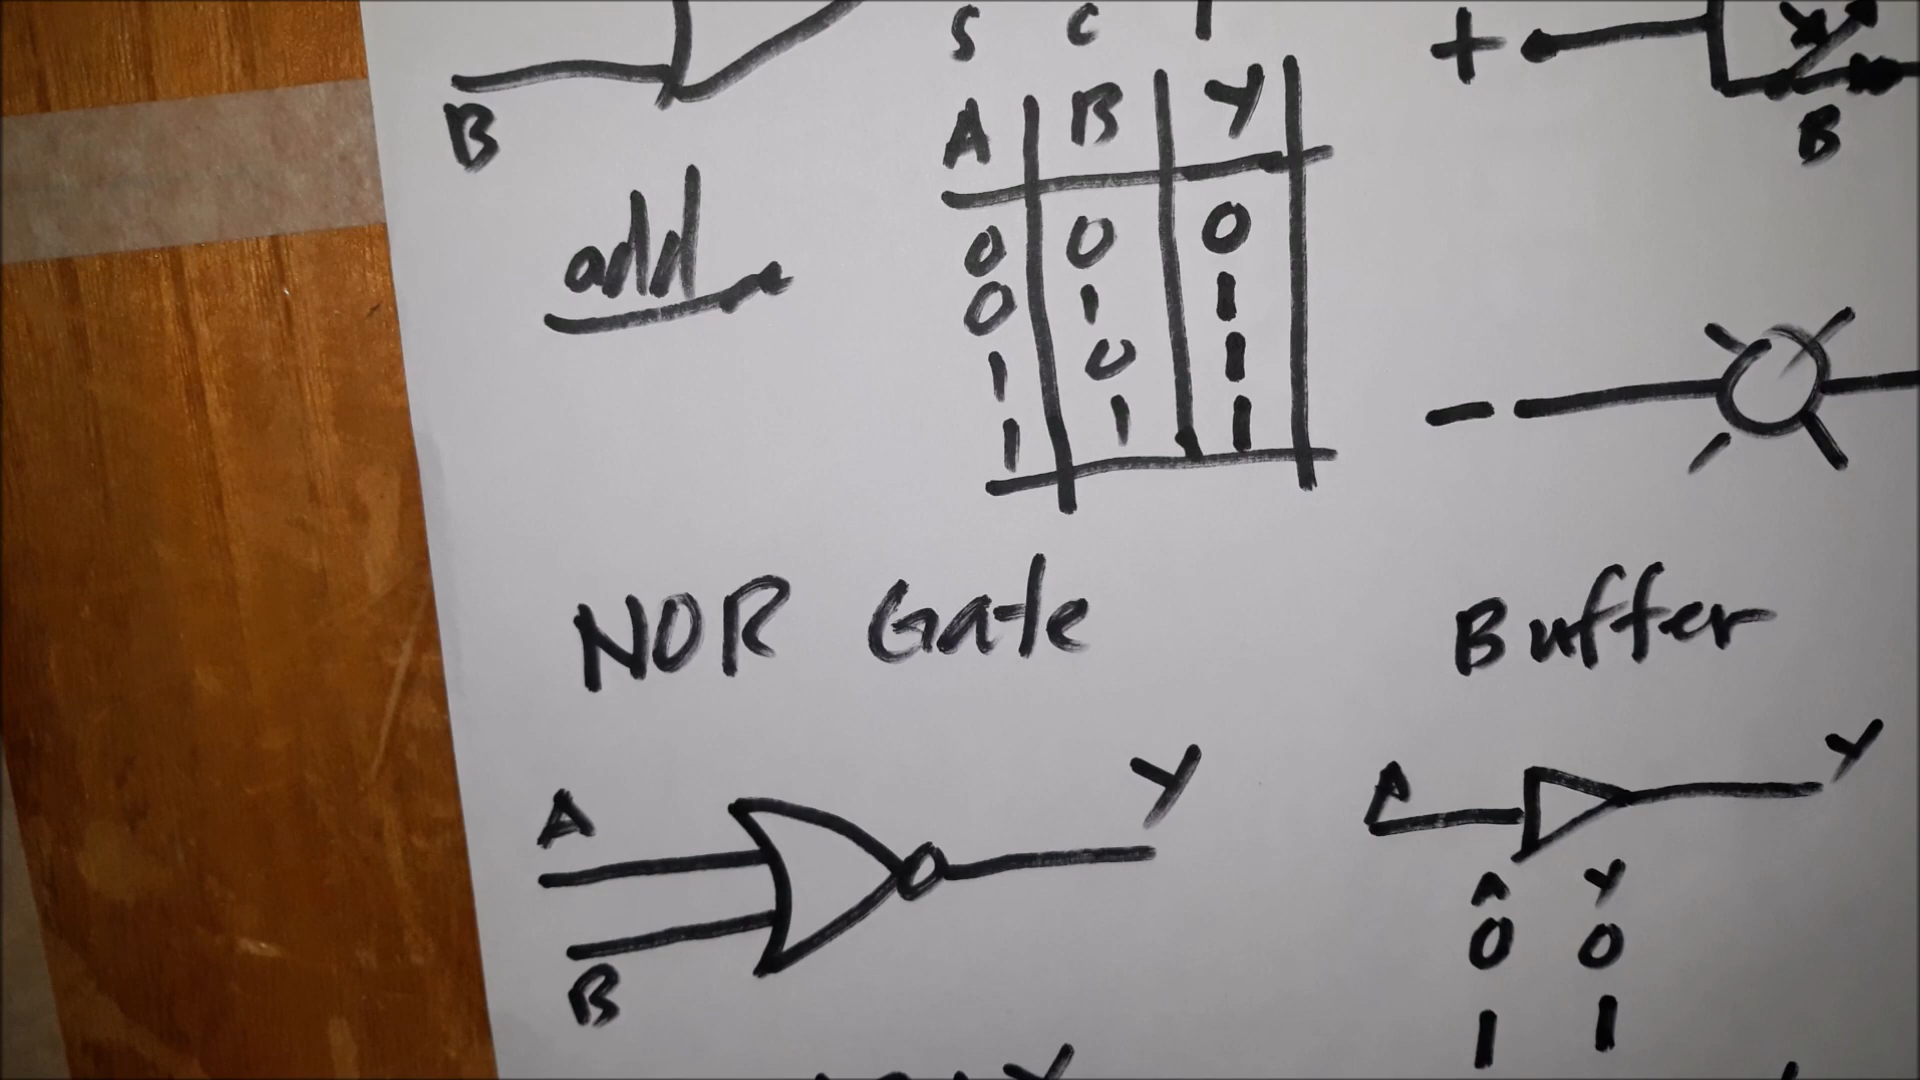 S C
+
B
A B Y
B
add
0 0 0
0 1 1
1 0 1
1 1 1
NOR Gate
Buffer
A Y
B
A Y
A Y
0 0
1 1
Y